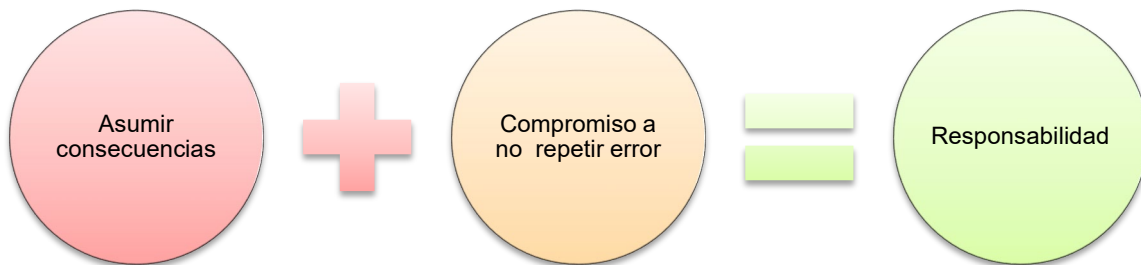 Asumir
consecuencias
Compromiso a
no  repetir error
Responsabilidad